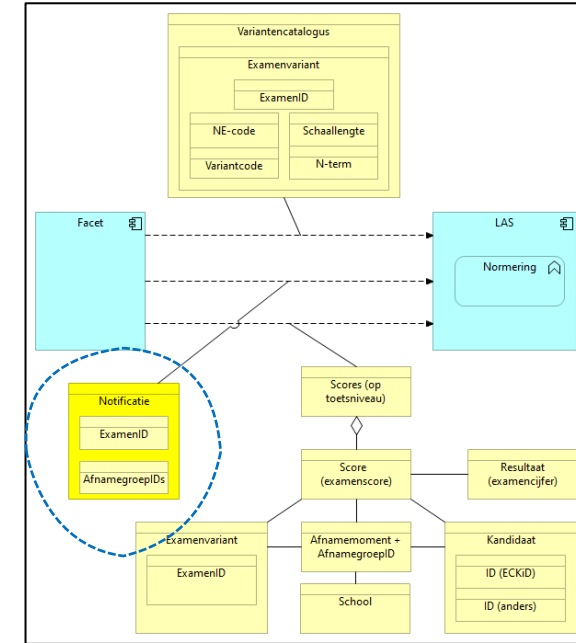 Variantencatalogus
Examenvariant
ExamenID
NE-code
Schaallengte
Variantcode
N-term
Facet
LAS
Normering
Notificatie
ExamenID
AfnamegroepIDs
Scores (op
toetsniveau)
Score
(examenscore)
Resultaat
(examencijfer)
Examenvariant
ExamenID
Afnamemoment +
AfnamegroepID
Kandidaat
ID (ECKiD)
ID (anders)
School